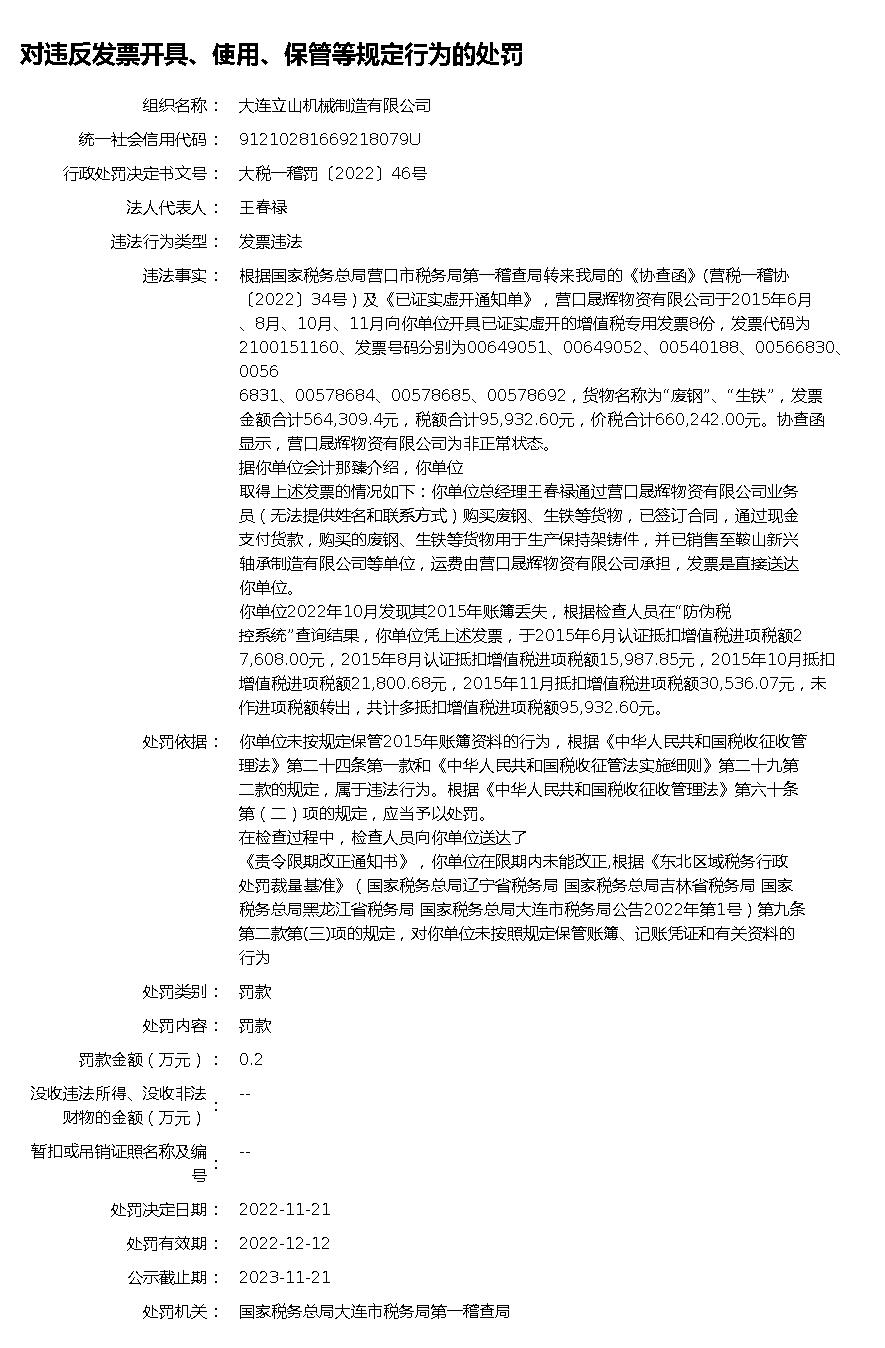 对违反发票开具、使用、保管等规定行为的处罚
组织名称： 大连立山机械制造有限公司
统一社会信用代码： 91210281669218079U
行政处罚决定书文号： 大税一稽罚〔2022〕46号
法人代表人： 王春禄
违法行为类型： 发票违法
违法事实： 根据国家税务总局营口市税务局第一稽查局转来我局的《协查函》(营税一稽协
〔2022〕34号）及《已证实虚开通知单》，营口晟辉物资有限公司于2015年6月
、8月、10月、11月向你单位开具已证实虚开的增值税专用发票8份，发票代码为
2100151160、发票号码分别为00649051、00649052、00540188、00566830、
0056
6831、00578684、00578685、00578692，货物名称为“废钢”、“生铁”，发票
金额合计564,309.4元，税额合计95,932.60元，价税合计660,242.00元。协查函
显示，营口晟辉物资有限公司为非正常状态。
据你单位会计那臻介绍，你单位
取得上述发票的情况如下：你单位总经理王春禄通过营口晟辉物资有限公司业务
员（无法提供姓名和联系方式）购买废钢、生铁等货物，已签订合同，通过现金
支付货款，购买的废钢、生铁等货物用于生产保持架铸件，并已销售至鞍山新兴
轴承制造有限公司等单位，运费由营口晟辉物资有限公司承担，发票是直接送达
你单位。
你单位2022年10月发现其2015年账簿丢失，根据检查人员在“防伪税
控系统”查询结果，你单位凭上述发票，于2015年6月认证抵扣增值税进项税额2
7,608.00元，2015年8月认证抵扣增值税进项税额15,987.85元，2015年10月抵扣
增值税进项税额21,800.68元，2015年11月抵扣增值税进项税额30,536.07元，未
作进项税额转出，共计多抵扣增值税进项税额95,932.60元。
处罚依据： 你单位未按规定保管2015年账簿资料的行为，根据《中华人民共和国税收征收管
理法》第二十四条第一款和《中华人民共和国税收征管法实施细则》第二十九第
二款的规定，属于违法行为。根据《中华人民共和国税收征收管理法》第六十条
第（二）项的规定，应当予以处罚。
在检查过程中，检查人员向你单位送达了
《责令限期改正通知书》，你单位在限期内未能改正,根据《东北区域税务行政
处罚裁量基准》（国家税务总局辽宁省税务局 国家税务总局吉林省税务局 国家
税务总局黑龙江省税务局 国家税务总局大连市税务局公告2022年第1号）第九条
第二款第(三)项的规定，对你单位未按照规定保管账簿、记账凭证和有关资料的
行为
处罚类别： 罚款
处罚内容： 罚款
罚款金额（万元）： 0.2
没收违法所得、没收非法
财物的金额（万元）： --
暂扣或吊销证照名称及编
号： --
处罚决定日期： 2022-11-21
处罚有效期： 2022-12-12
公示截止期： 2023-11-21
处罚机关： 国家税务总局大连市税务局第一稽查局